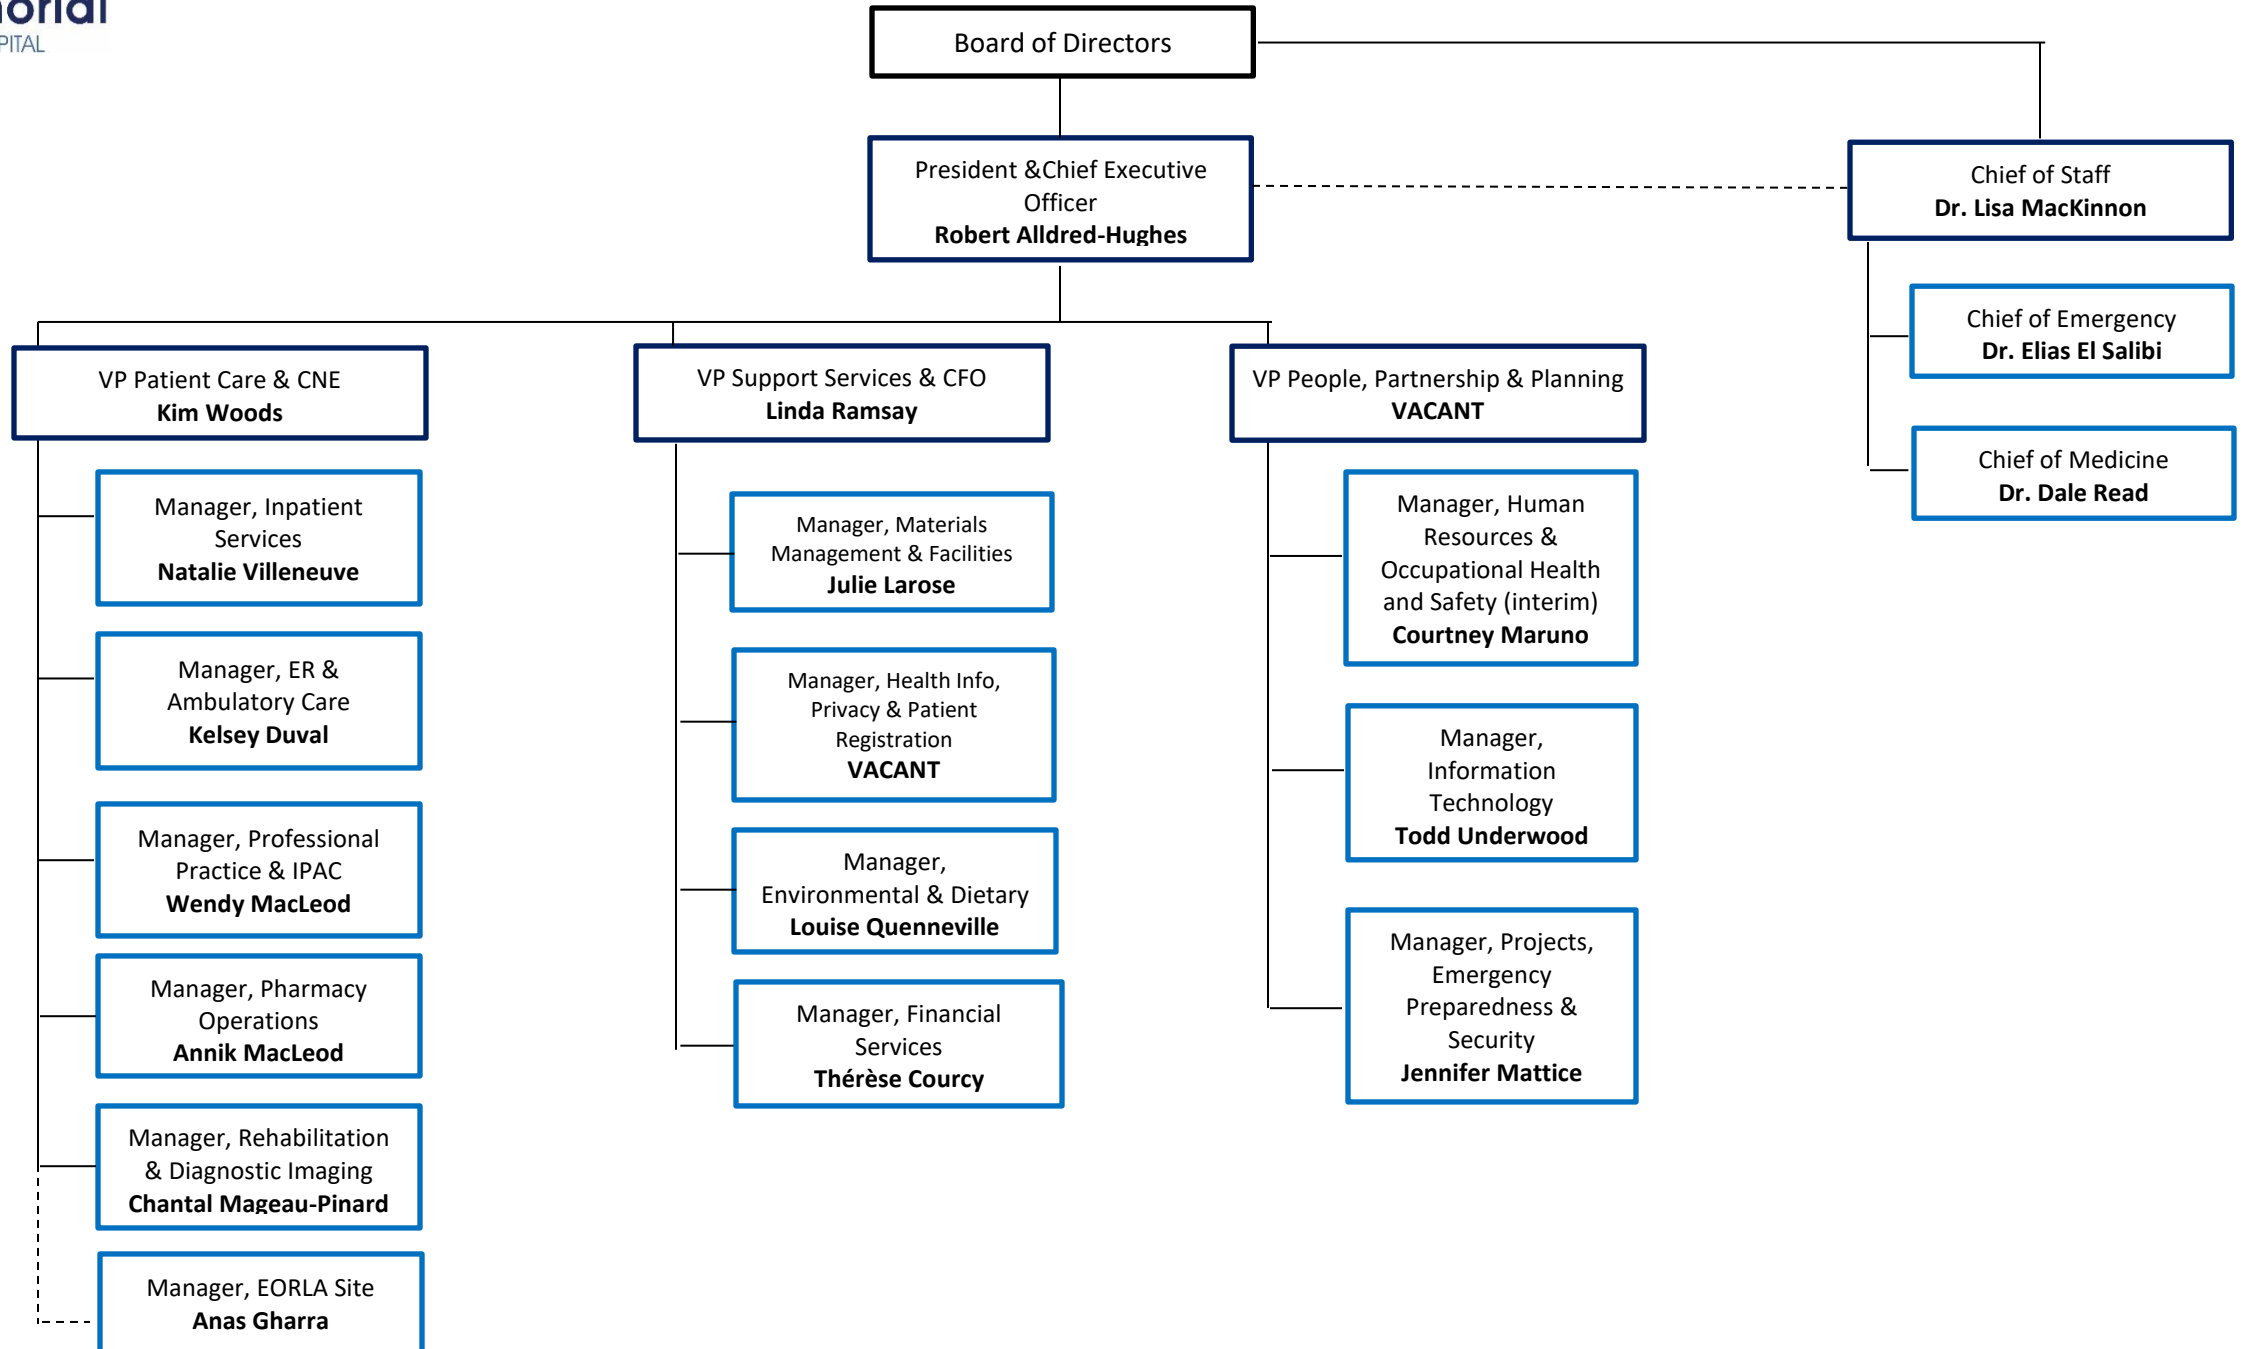 PITAL
Board of Directors
President &Chief Executive
Officer
Robert Alldred-Hughes
Chief of Staff
Dr. Lisa MacKinnon
Chief of Emergency
Dr. Elias El Salibi
Chief of Medicine
Dr. Dale Read
VP Patient Care & CNE
Kim Woods
Manager, Inpatient
Services
Natalie Villeneuve
Manager, ER &
Ambulatory Care
Kelsey Duval
Manager, Professional
Practice & IPAC
Wendy MacLeod
Manager, Pharmacy
Operations
Annik MacLeod
Manager, Rehabilitation
& Diagnostic Imaging
Chantal Mageau-Pinard
Manager, EORLA Site
Anas Gharra
VP Support Services & CFO
Linda Ramsay
Manager, Materials
Management & Facilities
Julie Larose
Manager, Health Info,
Privacy & Patient
Registration
VACANT
Manager,
Environmental & Dietary
Louise Quenneville
Manager, Financial
Services
Thérèse Courcy
VP People, Partnership & Planning
VACANT
Manager, Human
Resources &
Occupational Health
and Safety (interim)
Courtney Maruno
Manager,
Information
Technology
Todd Underwood
Manager, Projects,
Emergency
Preparedness &
Security
Jennifer Mattice